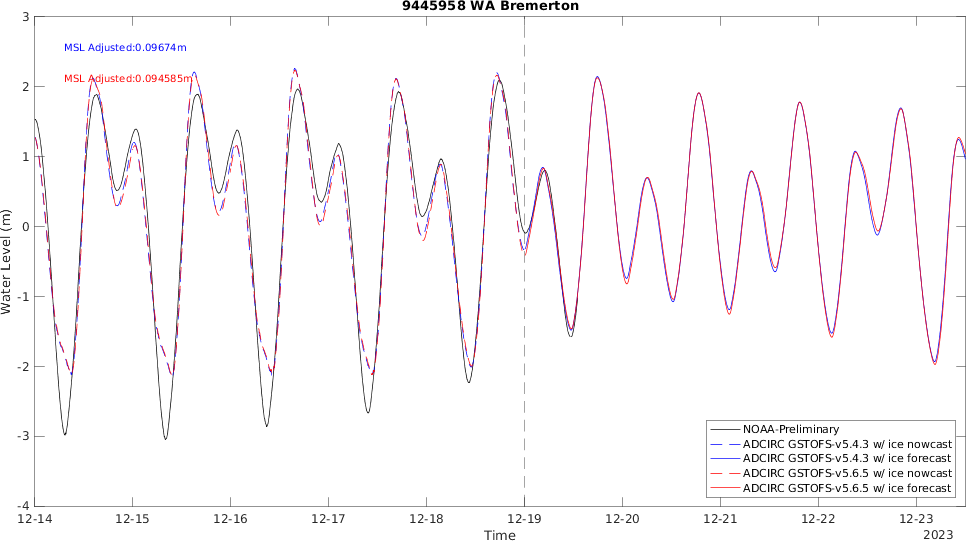 9445958 WA Bremerton
3
2
1
0
-1
-2
-3
-4
Water Level (m)
MSL Adjusted:0.09674m
MSL Adjusted:0.094585m
NOAA-Preliminary
ADCIRC GSTOFS-v5.4.3 w/ ice nowcast
ADCIRC GSTOFS-v5.4.3 w/ ice forecast
ADCIRC GSTOFS-v5.6.5 w/ ice nowcast
ADCIRC GSTOFS-v5.6.5 w/ ice forecast
12-14 12-15 12-16 12-17 12-18 12-19 12-20 12-21 12-22 12-23
Time
2023